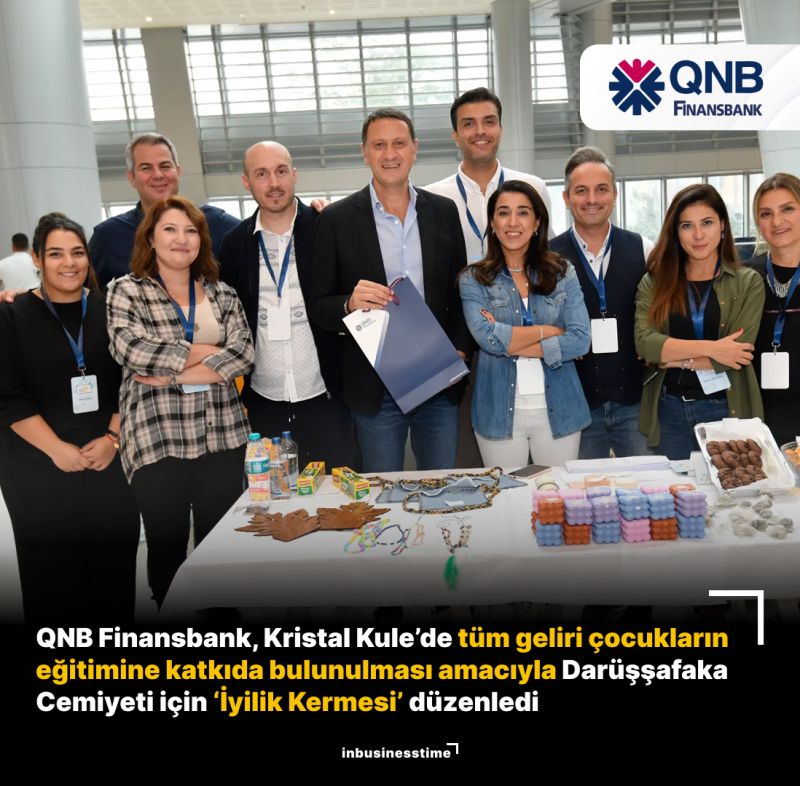 QNB
FINANSBANK
QNB
QNB Finansbank, Kristal Kule’de tüm geliri çocukların
eğitimine katkıda bulunulması amacıyla Darüşşafaka
Cemiyeti için ‘İyilik Kermesi’ düzenledi
inbusinesstime